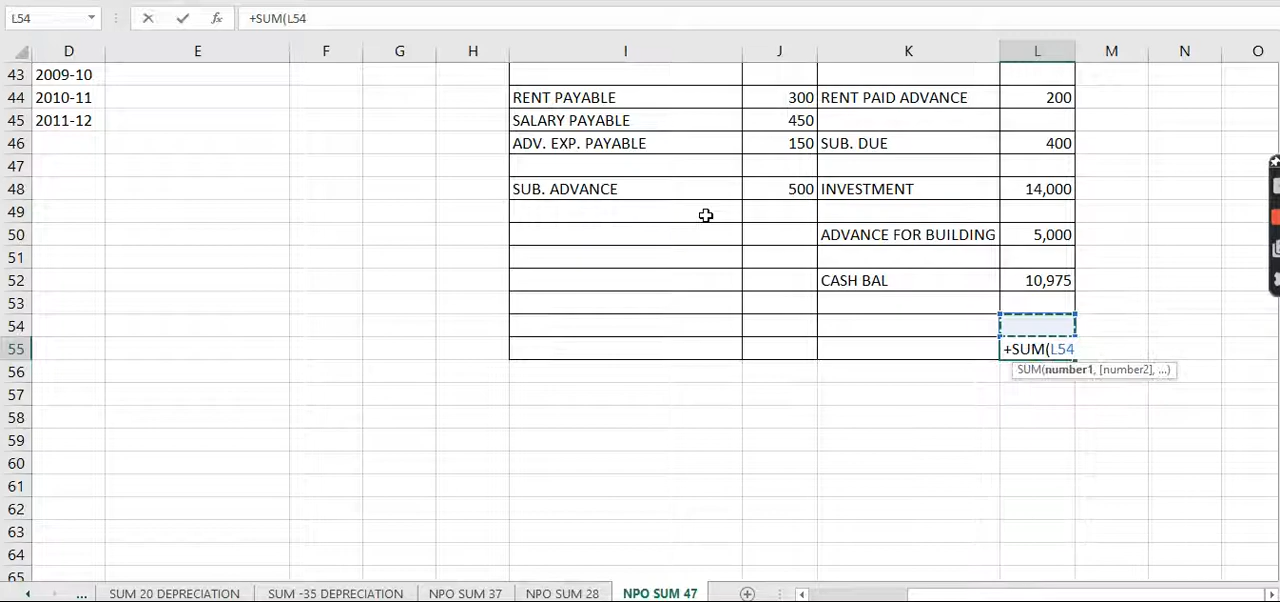 L54 fx +SUM(L54
D E F G H I J K L M N O
43 2009-10
44 2010-11 RENT PAYABLE 300 RENT PAID ADVANCE 200
45 2011-12 SALARY PAYABLE 450
46 ADV. EXP. PAYABLE 150 SUB. DUE 400
47
48 SUB. ADVANCE 500 INVESTMENT 14,000
49
50 ADVANCE FOR BUILDING 5,000
51
52 CASH BAL 10,975
53
54
55 +SUM(L54
56 SUM(number1, [number2], ...)
57
58
59
60
61
62
63
64
65
... SUM 20 DEPRECIATION SUM -35 DEPRECIATION NPO SUM 37 NPO SUM 28 NPO SUM 47